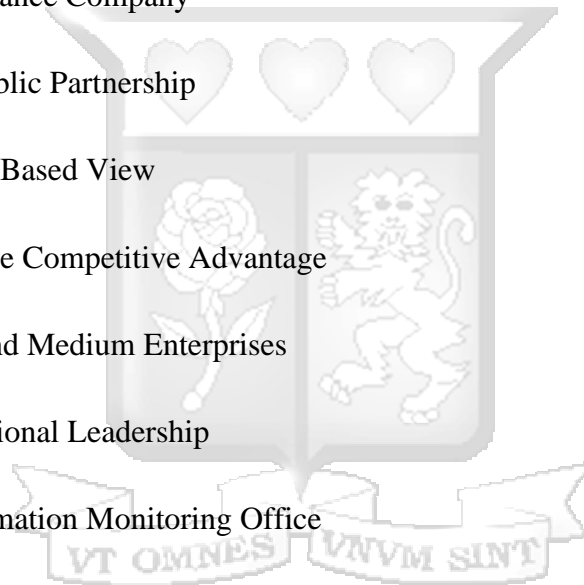 ance Company
blic Partnership
Based View
e Competitive Advantage
nd Medium Enterprises
ional Leadership
mation Monitoring Office
VT OMNES VNVM SINT